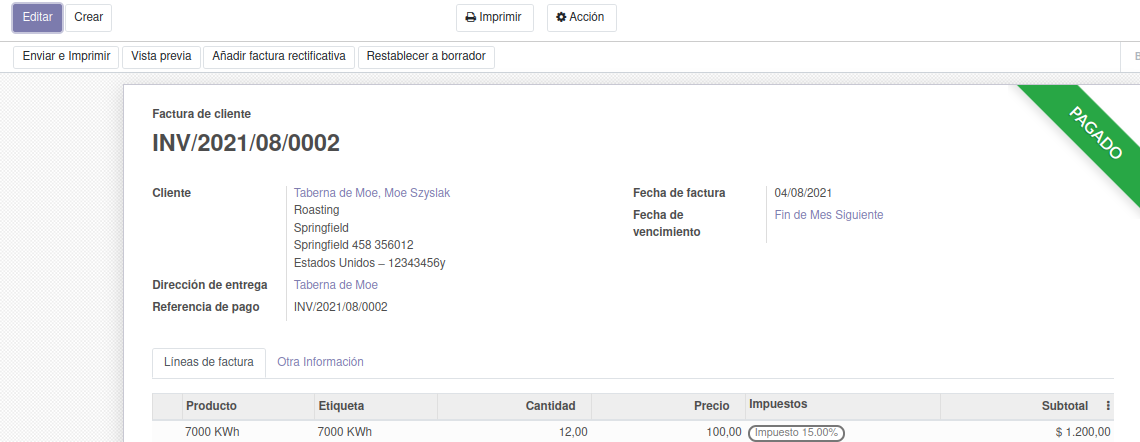 Editar Crear Imprimir Acción
Enviar e Imprimir Vista previa Añadir factura rectificativa Restablecer a borrador
Factura de cliente
PAGADO
INV/2021/08/0002
Cliente Taberna de Moe, Moe Szyslak
Roasting
Springfield
Springfield 458 356012
Estados Unidos – 12343456y
Dirección de entrega Taberna de Moe
Referencia de pago INV/2021/08/0002
Fecha de factura 04/08/2021
Fecha de Fin de Mes Siguiente
vencimiento
Líneas de factura Otra Información
Producto Etiqueta Cantidad Precio Impuestos Subtotal
7000 KWh 7000 KWh 12,00 100,00 Impuesto 15.00% $ 1.200,00